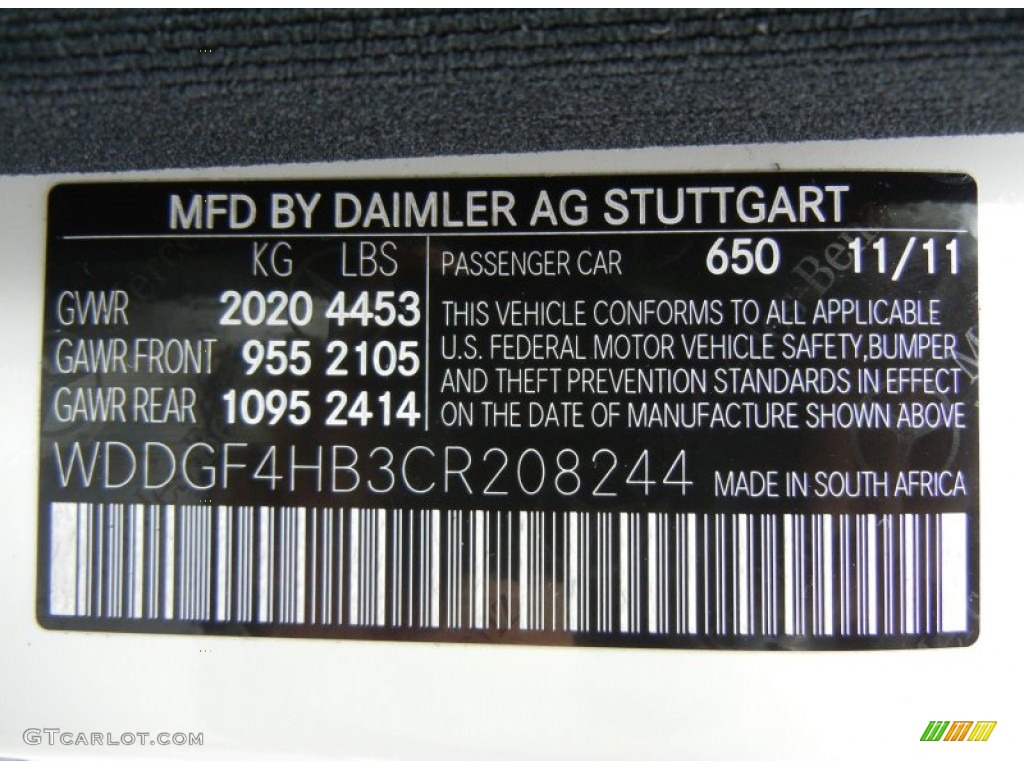 MFD BY DAIMLER AG STUTTGART
KG LBS
GVWR 2020 4453
GAWR FRONT 955 2105
GAWR REAR 1095 2414
PASSENGER CAR 650 11/11
THIS VEHICLE CONFORMS TO ALL APPLICABLE
U.S. FEDERAL MOTOR VEHICLE SAFETY,BUMPER
AND THEFT PREVENTION STANDARDS IN EFFECT
ON THE DATE OF MANUFACTURE SHOWN ABOVE
WDDGF4HB3CR208244 MADE IN SOUTH AFRICA
GTCARLOT.COM